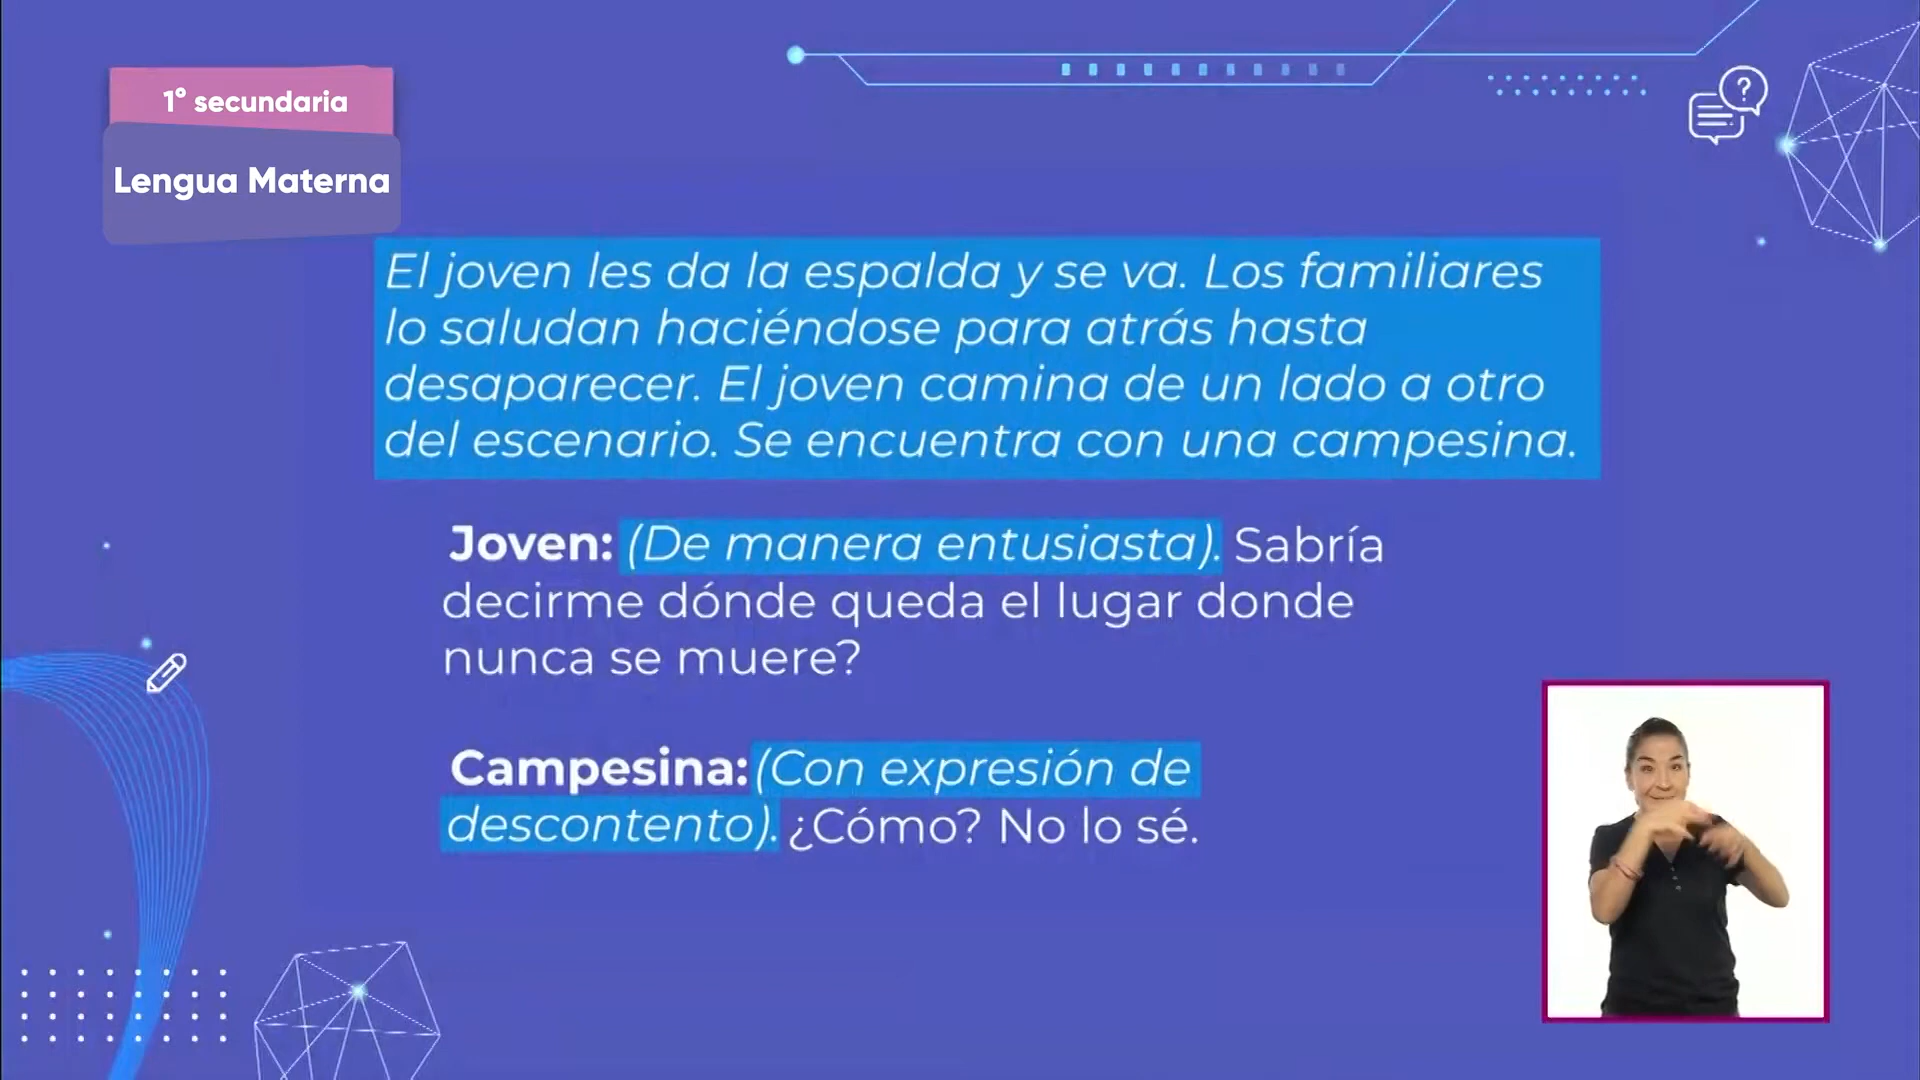 1° secundaria
Lengua Materna
El joven les da la espalda y se va. Los familiares
lo saludan haciéndose para atrás hasta
desaparecer. El joven camina de un lado a otro
del escenario. Se encuentra con una campesina.
Joven: (De manera entusiasta). Sabría
decirme dónde queda el lugar donde
nunca se muere?
Campesina: (Con expresión de
descontento). ¿Cómo? No lo sé.